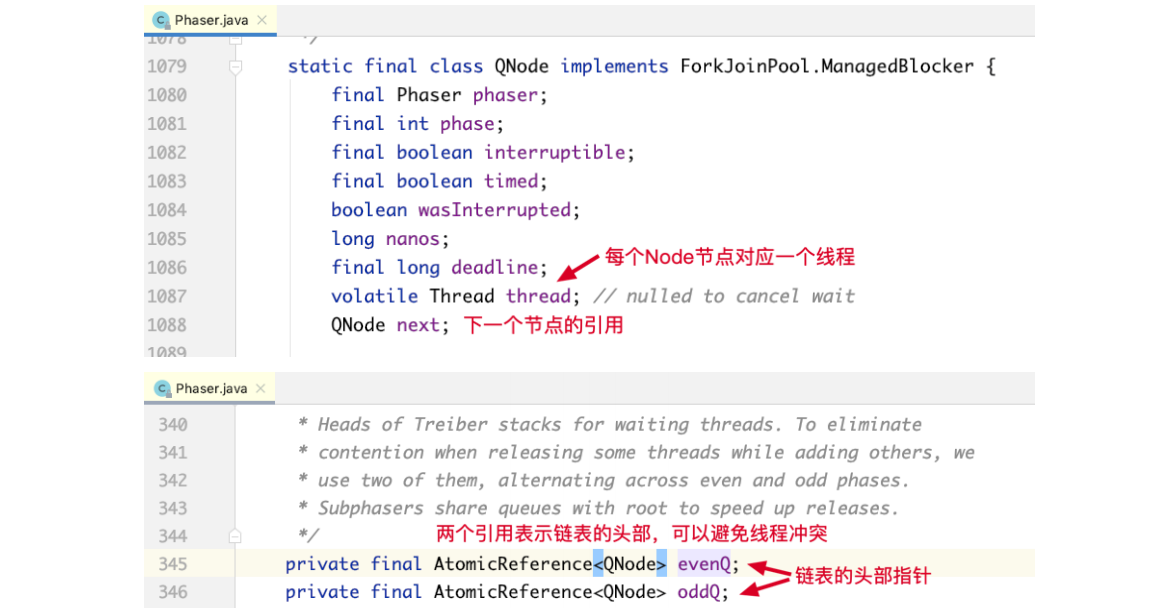 Phaser.java
1078 */
1079 static final class QNode implements ForkJoinPool.ManagedBlocker {
1080 final Phaser phaser;
1081 final int phase;
1082 final boolean interruptible;
1083 final boolean timed;
1084 boolean wasInterrupted;
1085 long nanos;
每个Node节点对应一个线程
1086 final long deadline;
1087 volatile Thread thread; // nulled to cancel wait
1088 QNode next; 下一个节点的引用
1089
Phaser.java
340 * Heads of Treiber stacks for waiting threads. To eliminate
341 * contention when releasing some threads while adding others, we
342 * use two of them, alternating across even and odd phases.
343 * Subphasers share queues with root to speed up releases.
344 */ 两个引用表示链表的头部，可以避免线程冲突
345 private final AtomicReference<QNode> evenQ;
链表的头部指针
346 private final AtomicReference<QNode> oddQ;